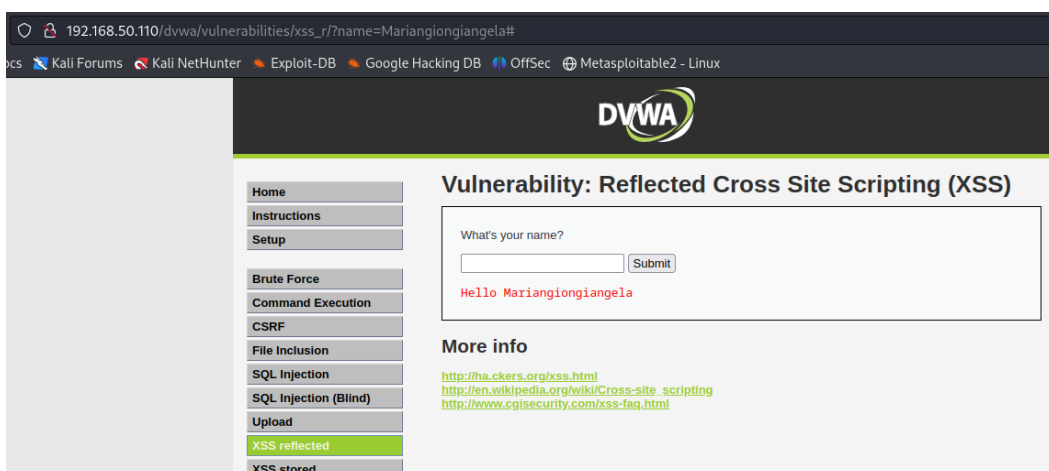 192.168.50.110/dvwa/vulnerabilities/xss_r/?name=Mariangiongiangela#
ocs Kali Forums Kali NetHunter Exploit-DB Google Hacking DB OffSec Metasploitable2 - Linux
DVWA
Home
Instructions
Setup
Brute Force
Command Execution
CSRF
File Inclusion
SQL Injection
SQL Injection (Blind)
Upload
XSS reflected
XSS stored
Vulnerability: Reflected Cross Site Scripting (XSS)
What's your name?
Submit
Hello Mariangiongiangela
More info
http://ha.ckers.org/xss.html
http://en.wikipedia.org/wiki/Cross-site_scripting
http://www.cgisecurity.com/xss-faq.html